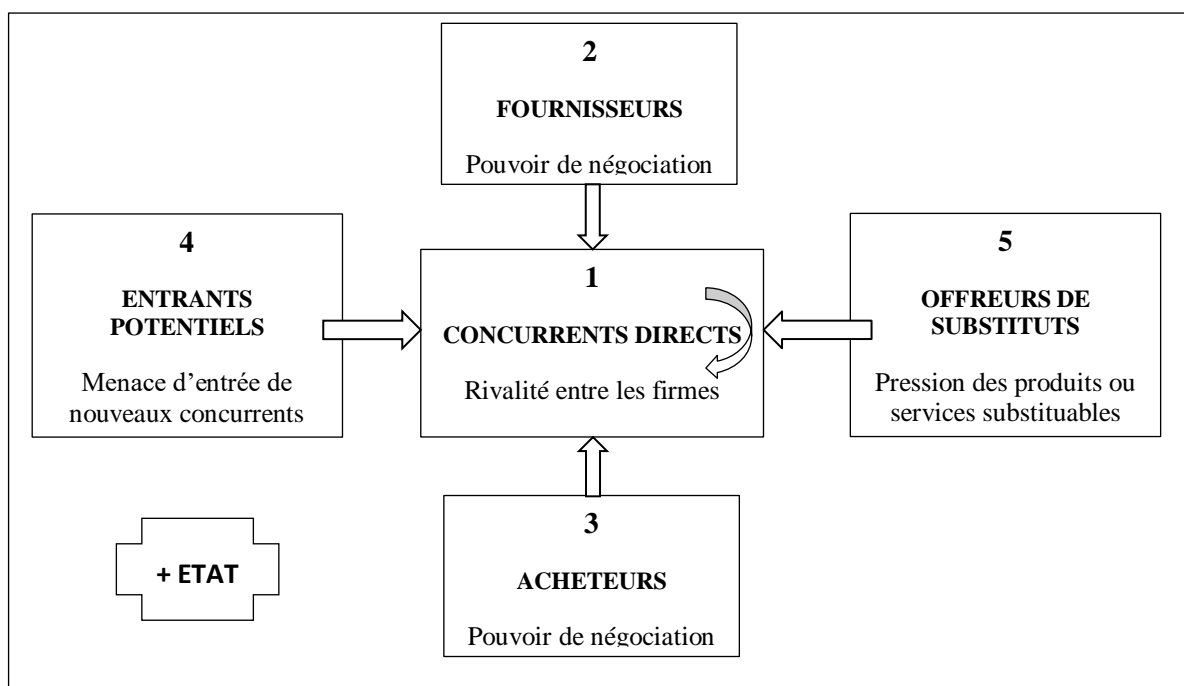 2
FOURNISSEURS
Pouvoir de négociation
4
ENTRANTS
POTENTIELS
Menace d’entrée de
nouveaux concurrents
1
CONCURRENTS DIRECTS
Rivalité entre les firmes
5
OFFREURS DE
SUBSTITUTS
Pression des produits ou
services substituables
+ ETAT
3
ACHETEURS
Pouvoir de négociation